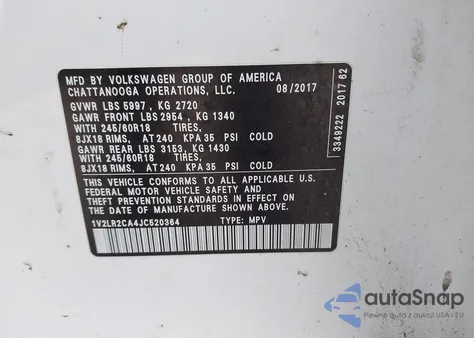 MFD BY VOLKSWAGEN GROUP OF AMERICA
CHATTANOOGA OPERATIONS, LLC. 08/2017
GVWR LBS 5997 , KG 2720
GAWR FRONT LBS 2954 , KG 1340
WITH 245/60R18 TIRES,
8JX18 RIMS, AT 240 KPA 35 PSI COLD
GAWR REAR LBS 3153, KG 1430
WITH 245/60R18 TIRES,
8JX18 RIMS, AT 240 KPA 35 PSI COLD
THIS VEHICLE CONFORMS TO ALL APPLICABLE U.S.
FEDERAL MOTOR VEHICLE SAFETY AND
THEFT PREVENTION STANDARDS IN EFFECT ON
THE DATE OF MANUFACTURE SHOWN ABOVE
1V2LR2CA4JC520364 TYPE: MPV
3349222 2017 62
autoSnap
Pewne auto z aukcji USA i EU